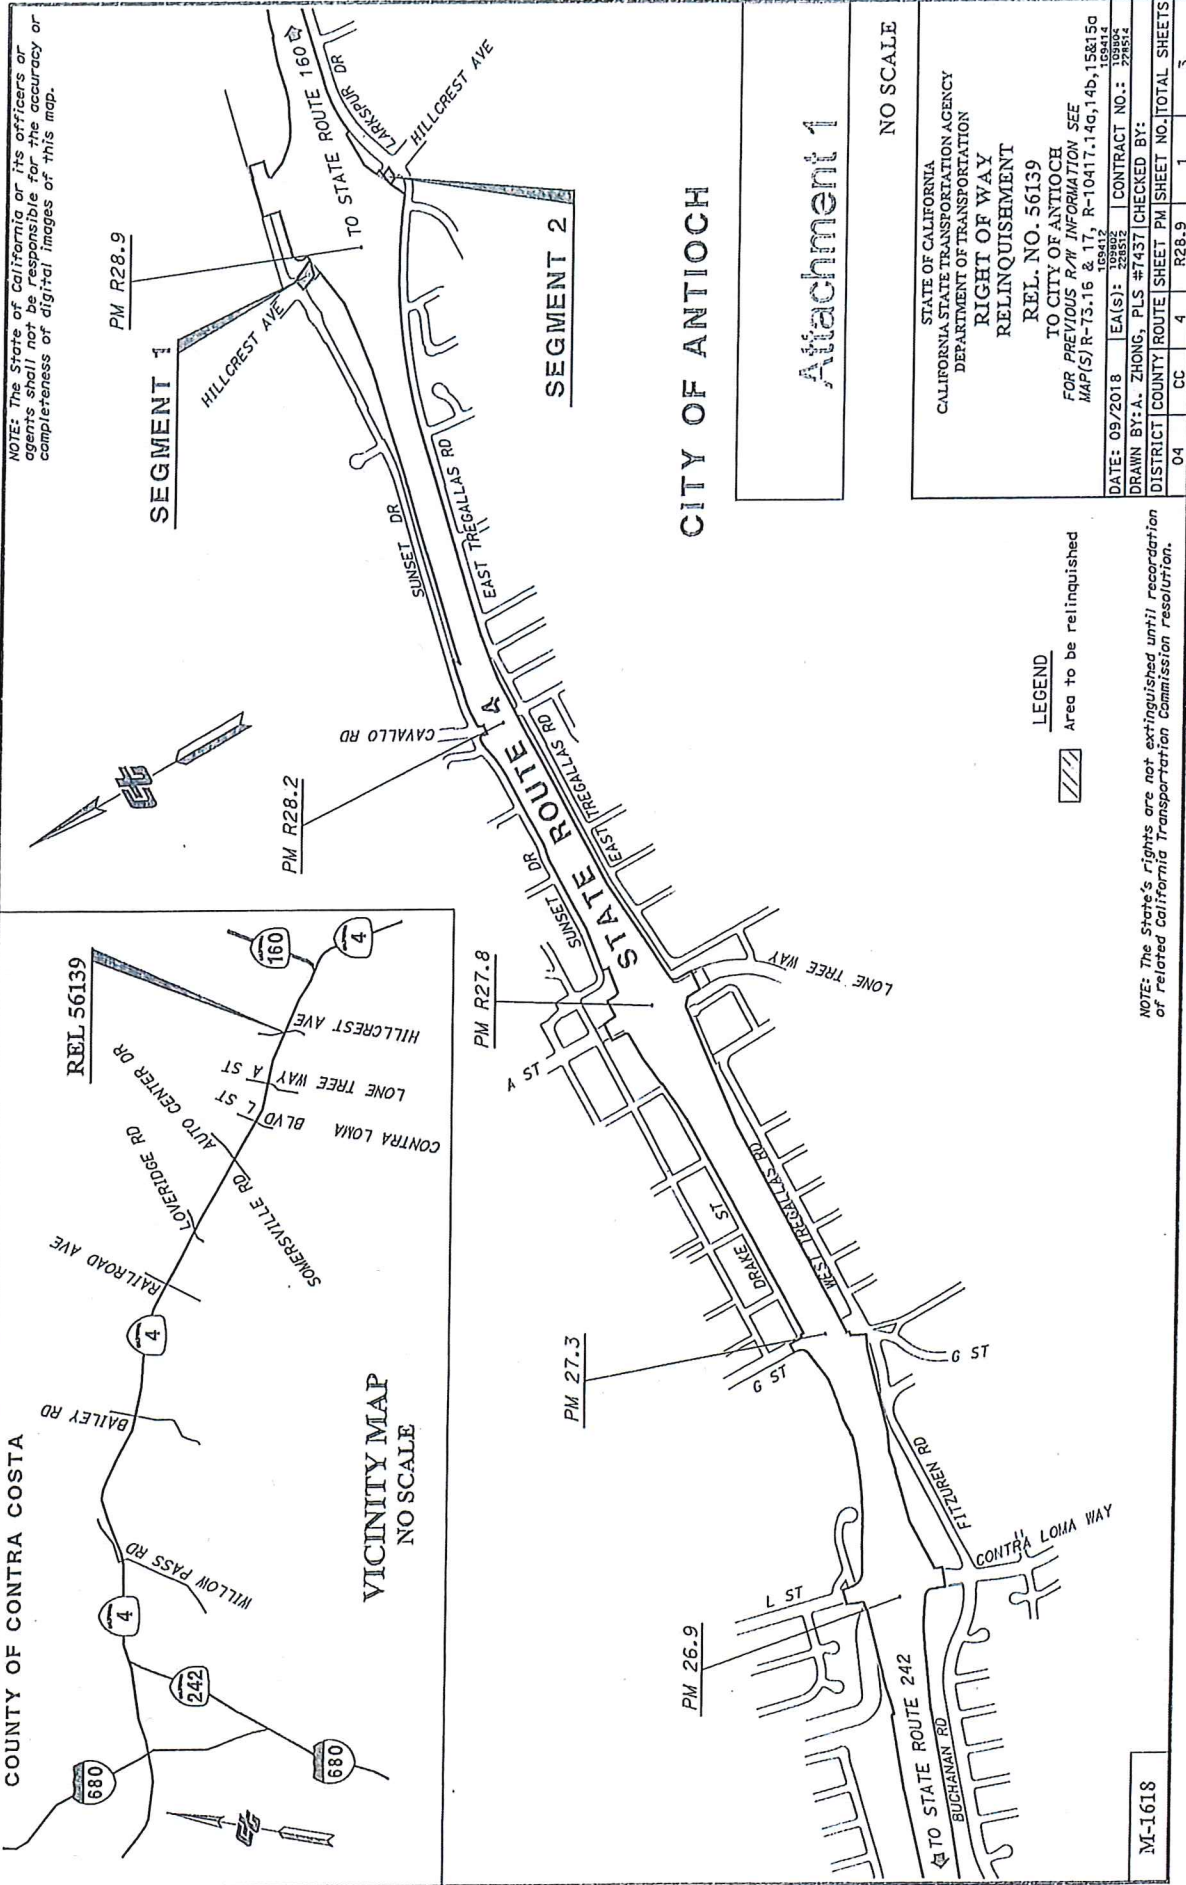 COUNTY OF CONTRA COSTA
680
242
680
4
WILLOW PASS RD
BAILEY RD
4
RAILROAD AVE
LOVERIDGE RD
SOMERSVILLE RD
AUTO CENTER DR
CONTRA LOMA BLVD
L ST
LONE TREE WAY
A ST
HILLCREST AVE
160
4
REL 56139
VICINITY MAP
NO SCALE
NOTE: The State of California or its officers or
agents shall not be responsible for the accuracy or
completeness of digital images of this map.
SEGMENT 1
PM R28.9
HILLCREST AVE
TO STATE ROUTE 160
LARKSPUR DR
HILLCREST AVE
SEGMENT 2
SUNSET DR
EAST TREGALLAS RD
CAVALLO RD
PM R28.2
STATE ROUTE 4
SUNSET DR
EAST TREGALLAS RD
PM R27.8
A ST
LONE TREE WAY
DRAKE ST
WEST TREGALLAS RD
PM 27.3
G ST
G ST
FITZUREN RD
CONTRA LOMA WAY
L ST
PM 26.9
TO STATE ROUTE 242
BUCHANAN RD
CITY OF ANTIOCH
Attachment 1
NO SCALE
LEGEND
Area to be relinquished
NOTE: The State's rights are not extinguished until recordation
of related California Transportation Commission resolution.
STATE OF CALIFORNIA
CALIFORNIA STATE TRANSPORTATION AGENCY
DEPARTMENT OF TRANSPORTATION
RIGHT OF WAY
RELINQUISHMENT
REL. NO. 56139
TO CITY OF ANTIOCH
FOR PREVIOUS R/W INFORMATION SEE
MAP(S) R-73.16 & 17, R-10417.14a,14b,15&15a
DATE: 09/2018 EA(s): 169412 109802 228512 CONTRACT NO.: 169414 109804 228514
DRAWN BY: A. ZHONG, PLS #7437 CHECKED BY:
DISTRICT COUNTY ROUTE SHEET PM SHEET NO. TOTAL SHEETS
04 CC 4 R28.9 1 3
M-1618